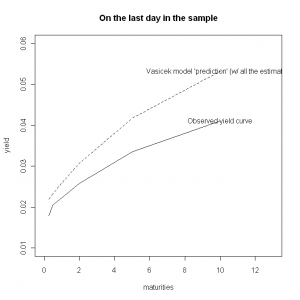 On the last day in the sample
yield
0.06
0.05
0.04
0.03
0.02
0.01
Vasicek model 'prediction' (w/ all the estimat
Observed yield curve
0 2 4 6 8 10 12
maturities